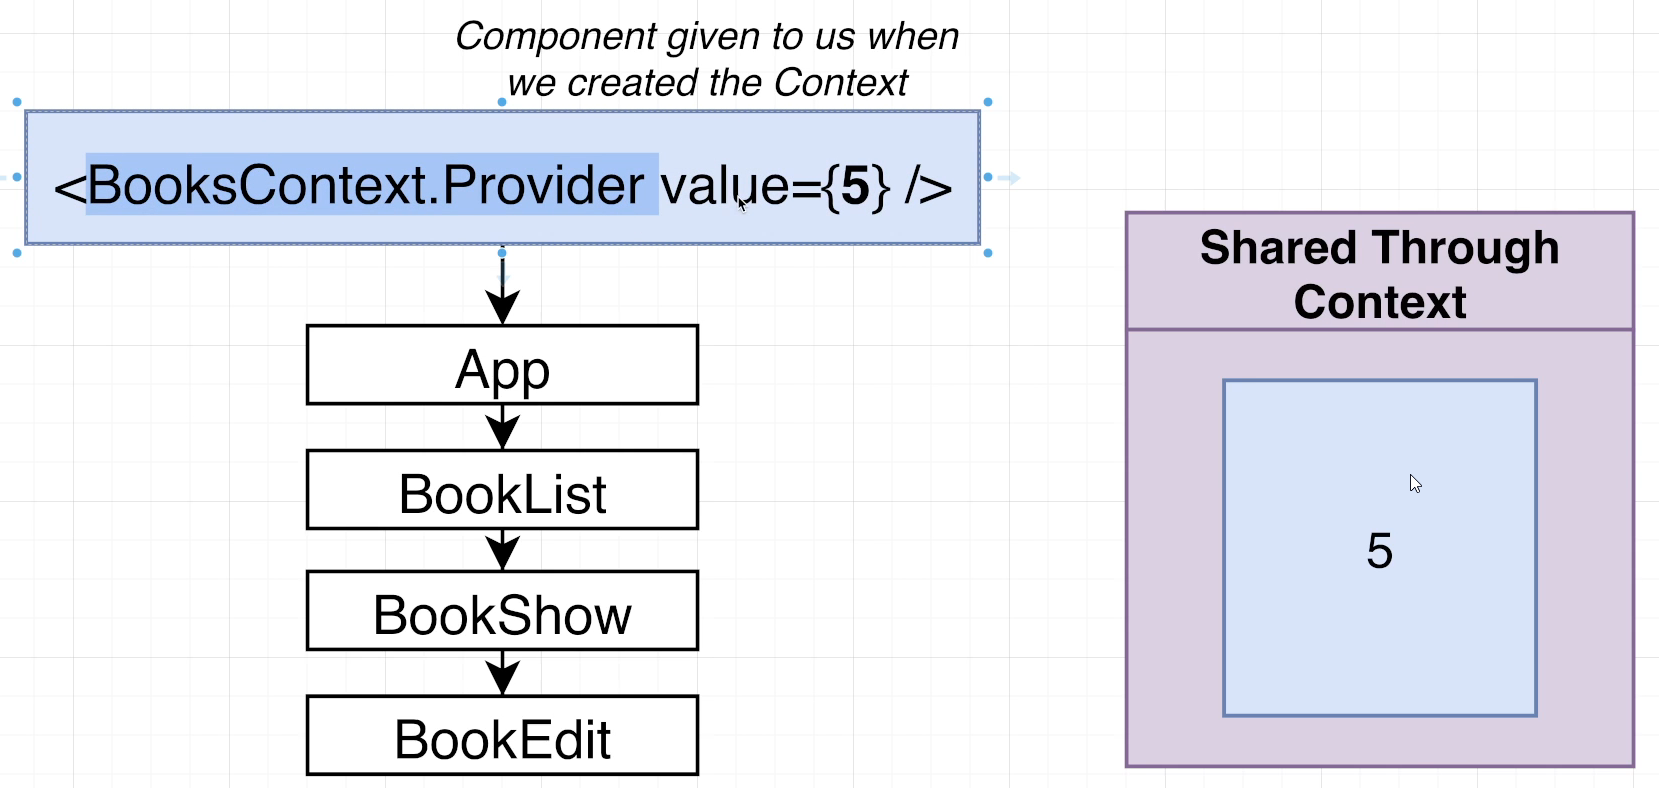 Component given to us when
we created the Context
<BooksContext.Provider value={5} />
App
BookList
BookShow
BookEdit
Shared Through
Context
5